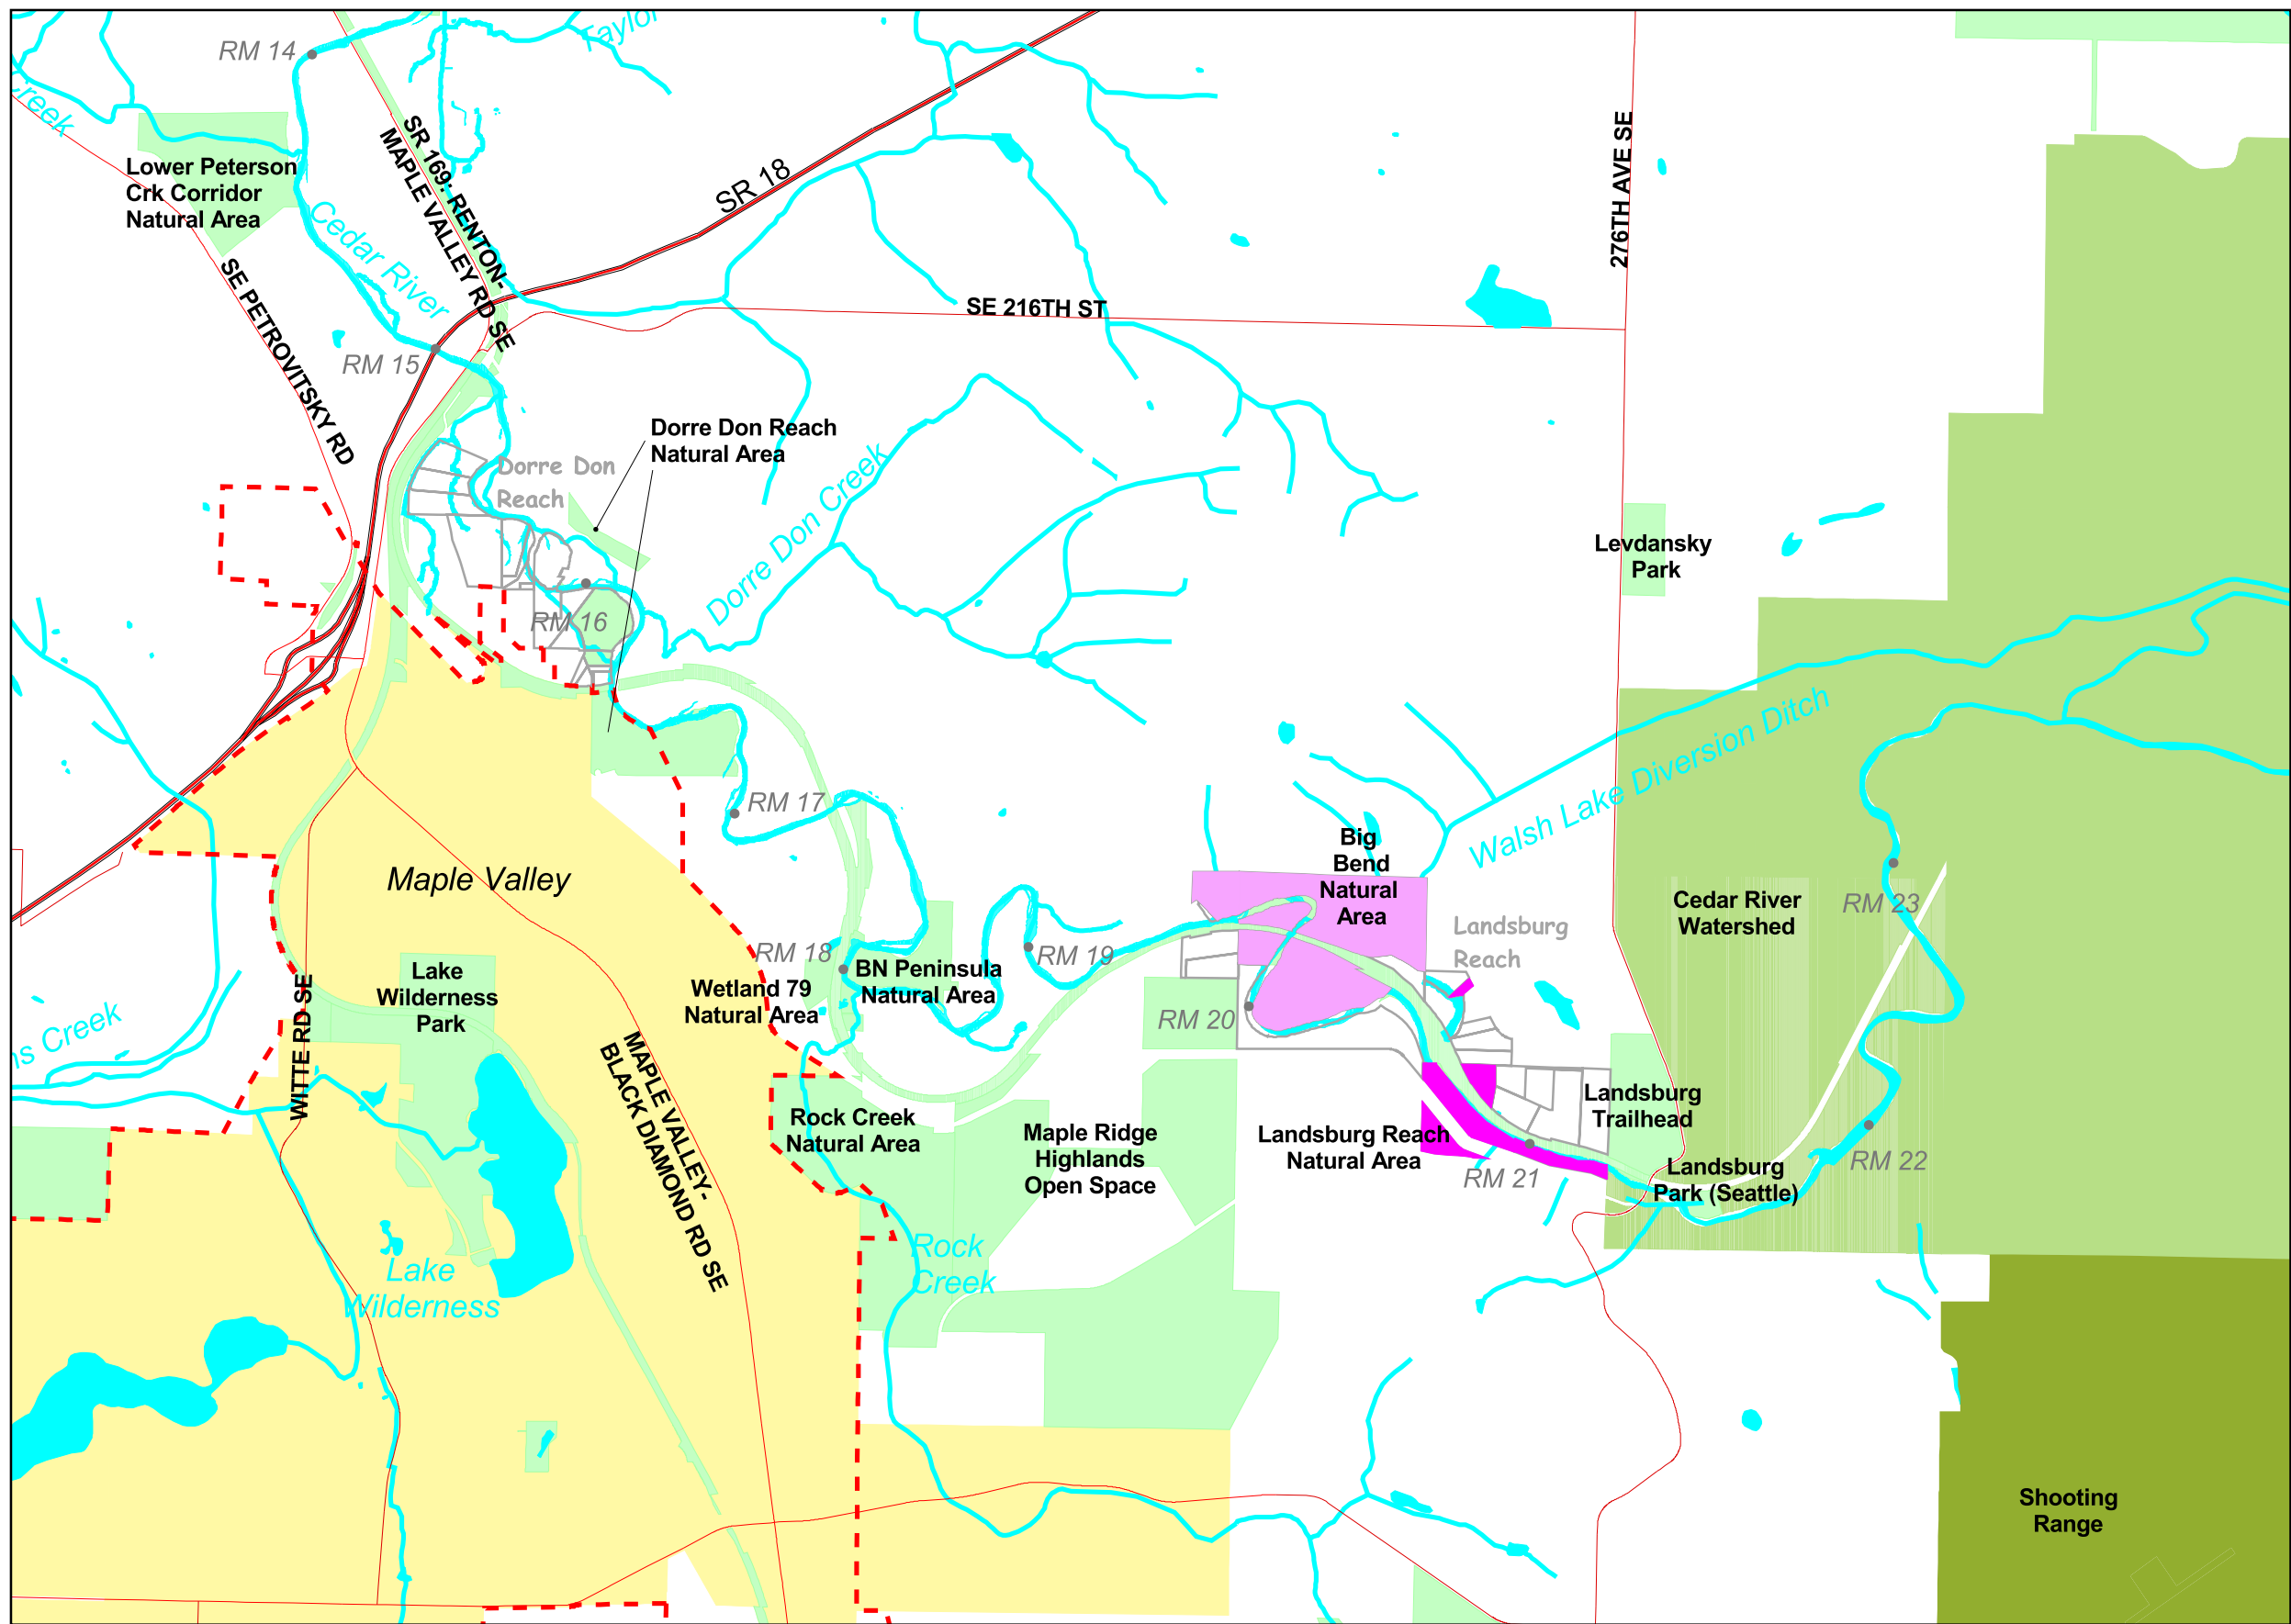 RM 14
Taylor
Creek
Lower Peterson
Crk Corridor
Natural Area
SR 169: RENTON-
MAPLE VALLEY RD SE
SR 18
276TH AVE SE
Cedar River
SE PETROVITSKY RD
SE 216TH ST
RM 15
Dorre Don Reach
Natural Area
Dorre Don
Reach
Dorre Don Creek
Levdansky
Park
RM 16
Walsh Lake Diversion Ditch
RM 17
Maple Valley
Big
Bend
Natural
Area
Landsburg
Reach
Cedar River
Watershed
RM 23
RM 18
RM 19
BN Peninsula
Natural Area
Wetland 79
Natural Area
Lake
Wilderness
Park
WITTE RD SE
ns Creek
RM 20
MAPLE VALLEY-
BLACK DIAMOND RD SE
Rock Creek
Natural Area
Maple Ridge
Highlands
Open Space
Landsburg Reach
Natural Area
RM 21
Landsburg
Trailhead
Landsburg
Park (Seattle)
RM 22
Rock
Creek
Lake
Wilderness
Shooting
Range